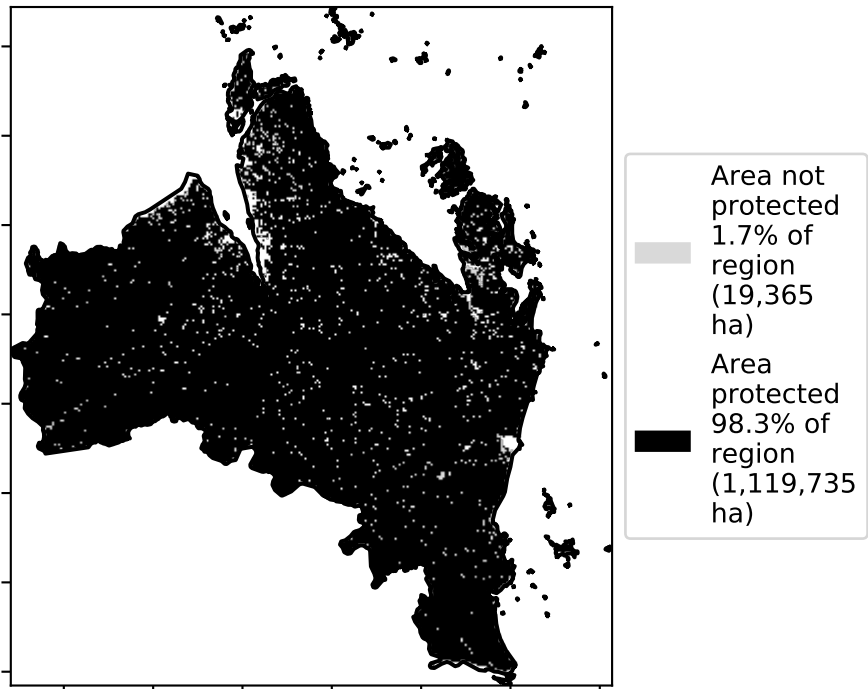 Area not
protected
1.7% of
region
(19,365
ha)
Area
protected
98.3% of
region
(1,119,735
ha)